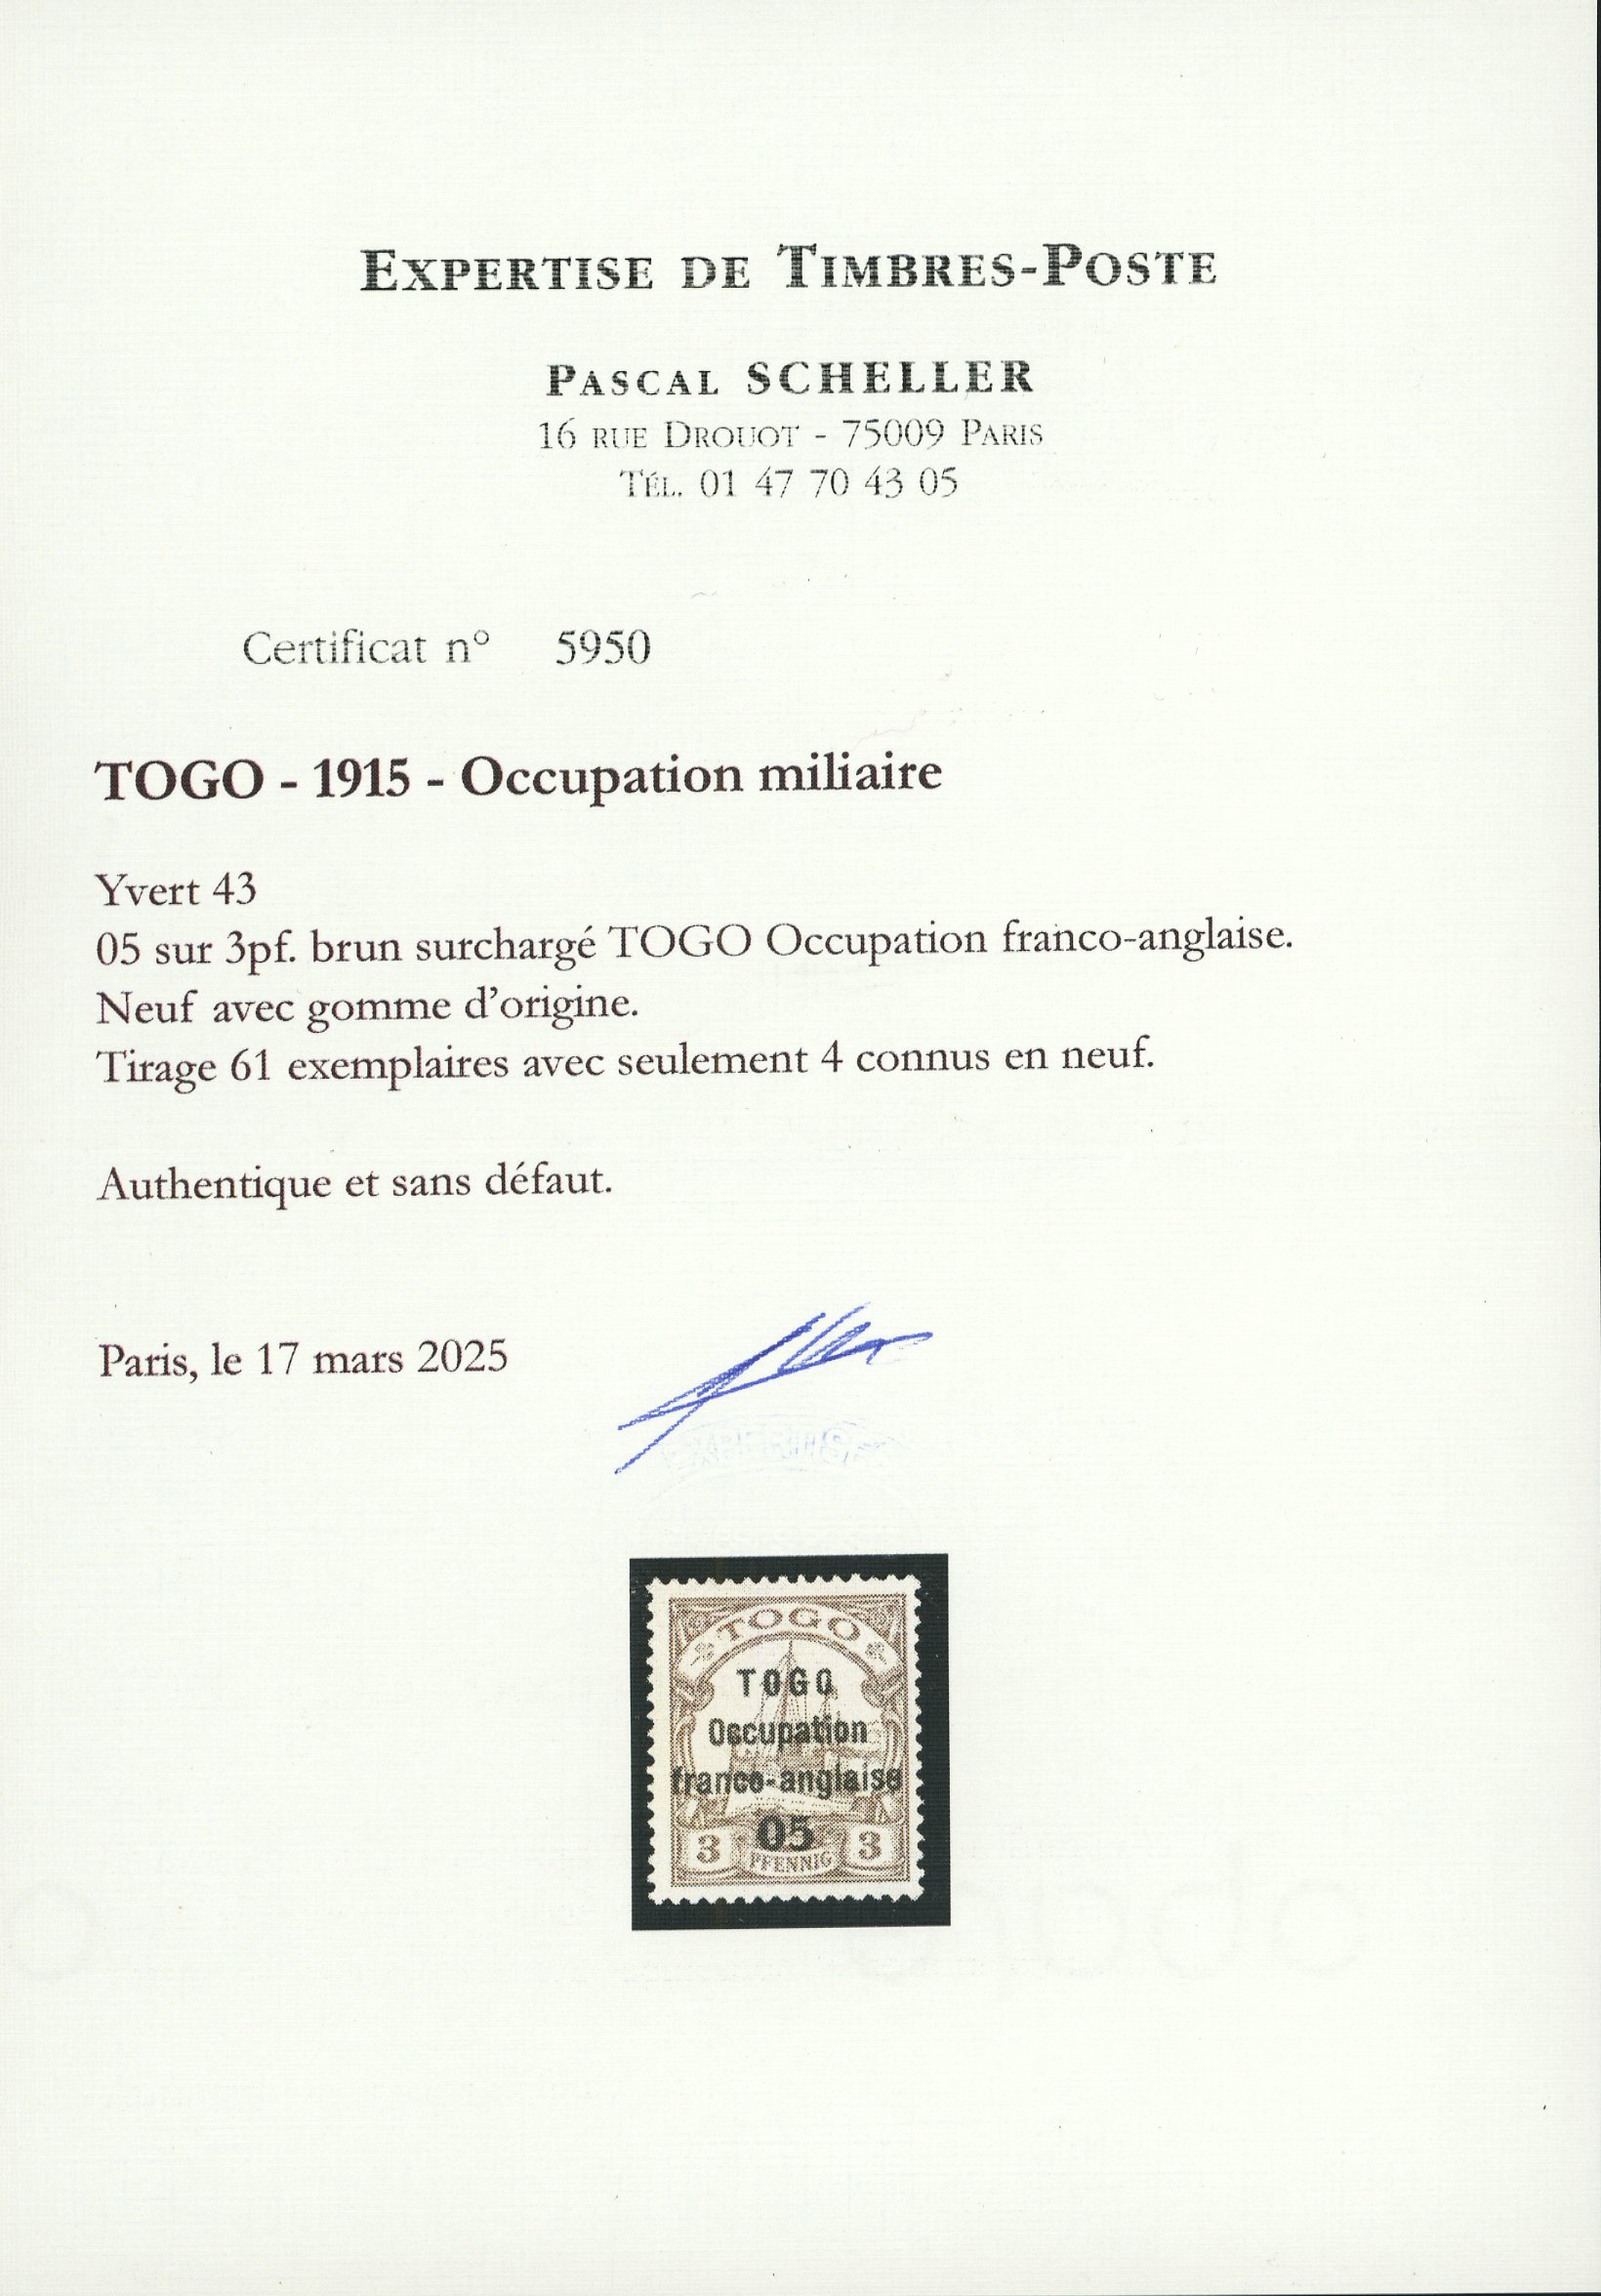 EXPERTISE DE TIMBRES-POSTE
PASCAL SCHELLER
16 RUE DROUOT - 75009 PARIS
TÉL. 01 47 70 43 05
Certificat n° 5950
TOGO - 1915 - Occupation miliaire
Yvert 43
05 sur 3pf. brun surchargé TOGO Occupation franco-anglaise.
Neuf avec gomme d'origine.
Tirage 61 exemplaires avec seulement 4 connus en neuf.
Authentique et sans défaut.
Paris, le 17 mars 2025
TOGO
TOGO
Occupation
franco-anglaise
05
3 3
PFENNIG